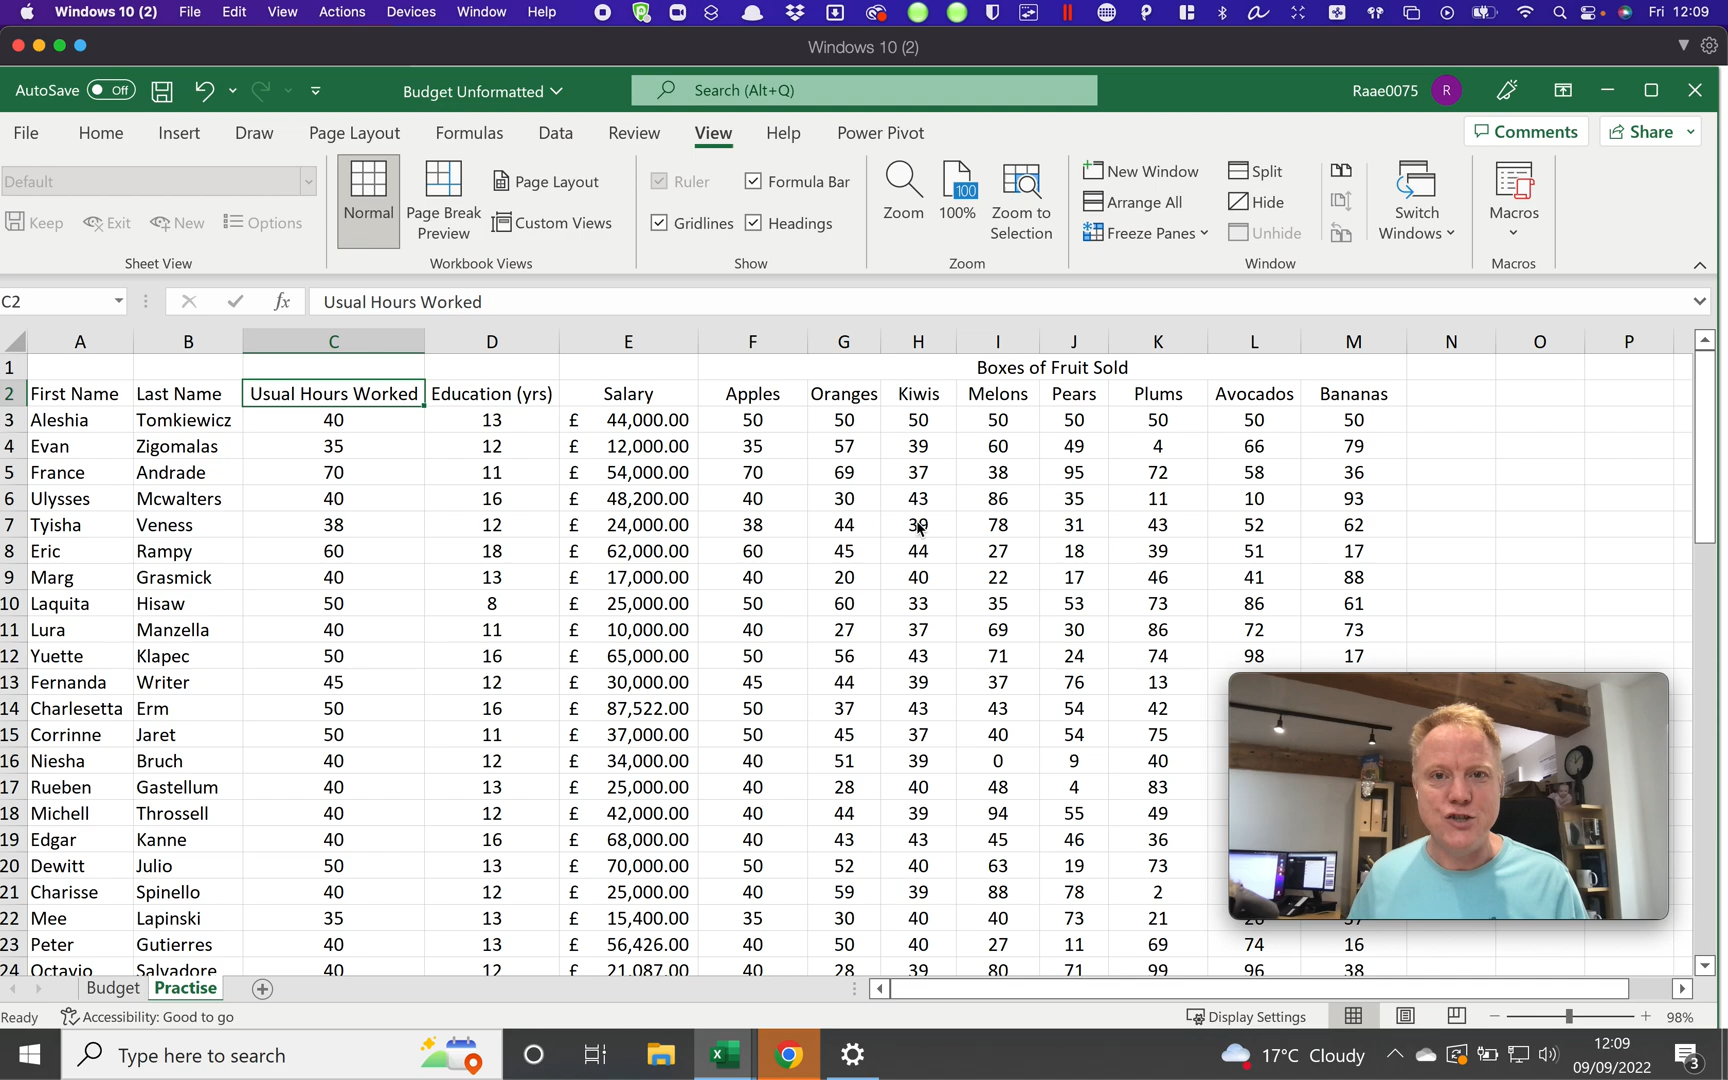 Windows 10 (2) File Edit View Actions Devices Window Help Fri 12:09
Windows 10 (2)
AutoSave Off Budget Unformatted Search (Alt+Q) Raae0075 R
File Home Insert Draw Page Layout Formulas Data Review View Help Power Pivot Comments Share
Default
Keep Exit New Options
Sheet View
Normal
Page Break Preview
Page Layout
Custom Views
Workbook Views
Ruler Formula Bar
Gridlines Headings
Show
Zoom 100 100% Zoom to Selection
Zoom
New Window Split
Arrange All Hide
Freeze Panes Unhide
Switch Windows
Window
Macros
Macros
C2 fx Usual Hours Worked
A B C D E F G H I J K L M N O P
1 Boxes of Fruit Sold
2 First Name Last Name Usual Hours Worked Education (yrs) Salary Apples Oranges Kiwis Melons Pears Plums Avocados Bananas
3 Aleshia Tomkiewicz 40 13 £ 44,000.00 50 50 50 50 50 50 50 50
4 Evan Zigomalas 35 12 £ 12,000.00 35 57 39 60 49 4 66 79
5 France Andrade 70 11 £ 54,000.00 70 69 37 38 95 72 58 36
6 Ulysses Mcwalters 40 16 £ 48,200.00 40 30 43 86 35 11 10 93
7 Tyisha Veness 38 12 £ 24,000.00 38 44 39 78 31 43 52 62
8 Eric Rampy 60 18 £ 62,000.00 60 45 44 27 18 39 51 17
9 Marg Grasmick 40 13 £ 17,000.00 40 20 40 22 17 46 41 88
10 Laquita Hisaw 50 8 £ 25,000.00 50 60 33 35 53 73 86 61
11 Lura Manzella 40 11 £ 10,000.00 40 27 37 69 30 86 72 73
12 Yuette Klapec 50 16 £ 65,000.00 50 56 43 71 24 74 98 17
13 Fernanda Writer 45 12 £ 30,000.00 45 44 39 37 76 13
14 Charlesetta Erm 50 16 £ 87,522.00 50 37 43 43 54 42
15 Corrinne Jaret 50 11 £ 37,000.00 50 45 37 40 54 75
16 Niesha Bruch 40 12 £ 34,000.00 40 51 39 0 9 40
17 Rueben Gastellum 40 13 £ 25,000.00 40 28 40 48 4 83
18 Michell Throssell 40 12 £ 42,000.00 40 44 39 94 55 49
19 Edgar Kanne 40 16 £ 68,000.00 40 43 43 45 46 36
20 Dewitt Julio 50 13 £ 70,000.00 50 52 40 63 19 73
21 Charisse Spinello 40 12 £ 25,000.00 40 59 39 88 78 2
22 Mee Lapinski 35 13 £ 15,400.00 35 30 40 40 73 21
23 Peter Gutierres 40 13 £ 56,426.00 40 50 40 27 11 69 74 16
24 Octavio Salvadore 40 12 £ 21,087.00 40 28 39 80 71 99 96 38
Budget Practise
Ready Accessibility: Good to go Display Settings 98%
Type here to search 17°C Cloudy 12:09
09/09/2022 3